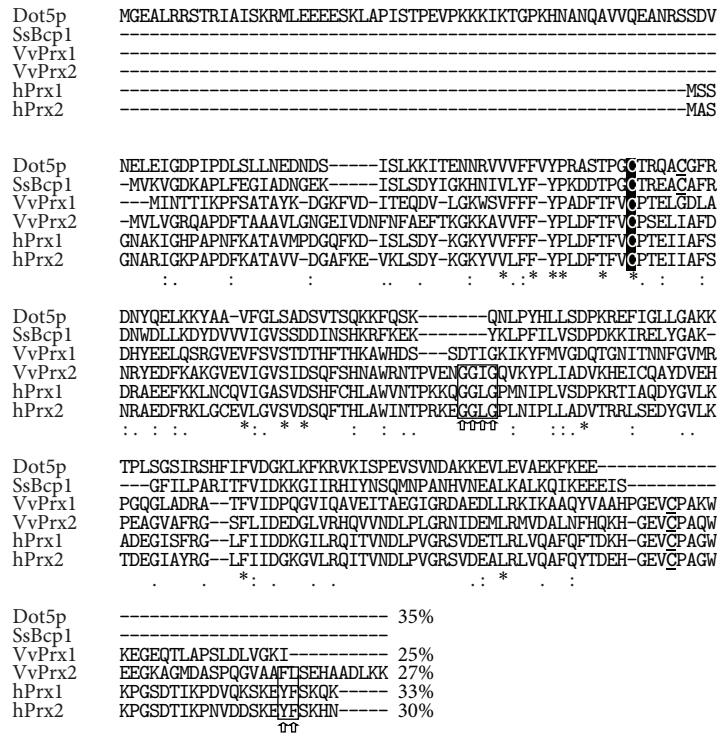 Dot5p MGEALRRSTRIAISKRMLEEEESKLAPISTPEVPKKKIKTGPKHNANQAVVQEANRSSDV
SsBcp1 ------------------------------------------------------------
VvPrx1 ------------------------------------------------------------
VvPrx2 ------------------------------------------------------------
hPrx1 ---------------------------------------------------------MSS
hPrx2 ---------------------------------------------------------MAS
Dot5p NELEIGDPIPDLSLLNEDNDS-----ISLKKITENNRVVVFFVYPRASTPGCTRQACGFR
SsBcp1 -MVKVGDKAPLFEGIADNGEK-----ISLSDYIGKHNIVLYF-YPKDDTPGCTREACAFR
VvPrx1 ---MINTTIKPFSATAYK-DGKFVD-ITEQDV-LGKWSVFFF-YPADFTFVCPTELGDLA
VvPrx2 -MVLVGRQAPDFTAAAVLGNGEIVDNFNFAEFTKGKKAVVFF-YPLDFTFVCPSELIAFD
hPrx1 GNAKIGHPAPNFKATAVMPDGQFKD-ISLSDY-KGKYVVFFF-YPLDFTFVCPTEIIAFS
hPrx2 GNARIGKPAPDFKATAVV-DGAFKE-VKLSDY-KGKYVVLFF-YPLDFTFVCPTEIIAFS
:. : : .. . : *.:* ** * *. : . :
Dot5p DNYQELKKYAA-VFGLSADSVTSQKKFQSK-------QNLPYHLLSDPKREFIGLLGAKK
SsBcp1 DNWDLLKDYDVVVIGVSSDDINSHKRFKEK-------YKLPFILVSDPDKKIRELYGAK-
VvPrx1 DHYEELQSRGVEVFSVSTDTHFTHKAWHDS---SDTIGKIKYFMVGDQTGNITNNFGVMR
VvPrx2 NRYEDFKAKGVEVIGVSIDSQFSHNAWRNTPVENGGIGQVKYPLIADVKHEICQAYDVEH
hPrx1 DRAEEFKKLNCQVIGASVDSHFCHLAWVNTPKKQGGLGPMNIPLVSDPKRTIAQDYGVLK
hPrx2 NRAEDFRKLGCEVLGVSVDSQFTHLAWINTPRKEGGLGPLNIPLLADVTRRLSEDYGVLK
:. : : . *:. * * : : .. ⇧⇧⇧⇧ : :.* : ..
Dot5p TPLSGSIRSHFIFVDGKLKFKRVKISPEVSVNDAKKEVLEVAEKFKEE------------
SsBcp1 ---GFILPARITFVIDKKGIIRHIYNSQMNPANHVNEALKALKQIKEEIS----------
VvPrx1 PGQGLADRA--TFVIDPQGVIQAVEITAEGIGRDAEDLLRKIKAAQYVAAHPGEVCPAKW
VvPrx2 PEAGVAFRG--SFLIDEDGLVRHQVVNDLPLGRNIDEMLRMVDALNFHQKH-GEVCPAQW
hPrx1 ADEGISFRG--LFIIDDKGILRQITVNDLPVGRSVDETLRLVQAFQFTDKH-GEVCPAGW
hPrx2 TDEGIAYRG--LFIIDGKGVLRQITVNDLPVGRSVDEALRLVQAFQYTDEH-GEVCPAGW
. . *: . . . .: * . :
Dot5p ------------------------------ 35%
SsBcp1 ------------------------------ 
VvPrx1 KEGEQTLAPSLDLVGKI----------- 25%
VvPrx2 EEGKAGMDASPQGVAAFLSEHAADLKK 27%
hPrx1 KPGSDTIKPDVQKSKEYFSKQK----- 33%
hPrx2 KPGSDTIKPNVDDSKEYFSKHN----- 30%
⇧⇧